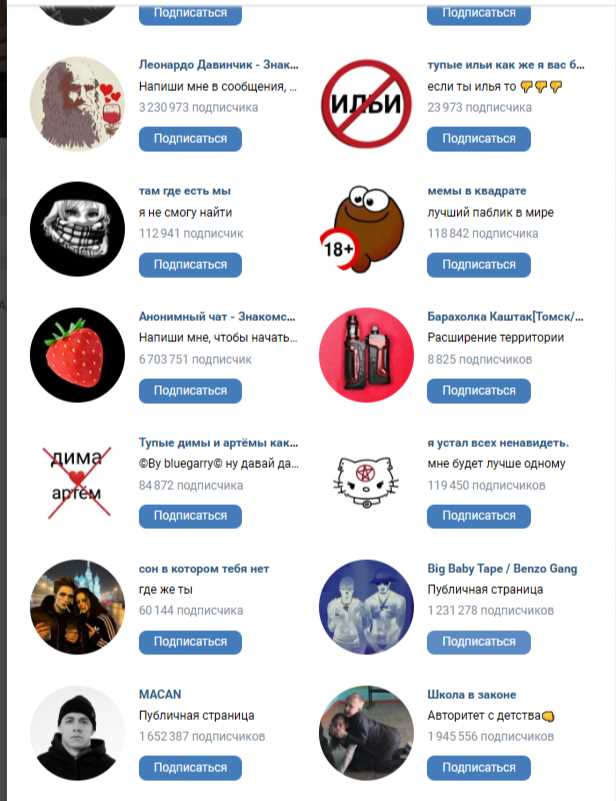 Подписаться
Подписаться
Леонардо Давинчик - Знак...
Напиши мне в сообщения, ...
3 230 973 подписчика
Подписаться
ИЛЬИ
тупые ильи как же я вас б...
если ты илья то 👎👎👎
23 973 подписчика
Подписаться
там где есть мы
я не смогу найти
112 941 подписчик
Подписаться
18+
мемы в квадрате
лучший паблик в мире
118 842 подписчика
Подписаться
Анонимный чат - Знакомс...
Напиши мне, чтобы начать...
6 703 751 подписчик
Подписаться
Барахолка Каштак[Томск/...
Расширение территории
8 825 подписчиков
Подписаться
дима
артём
Тупые димы и артёмы как...
©By bluegarry© ну давай да...
84 872 подписчика
Подписаться
я устал всех ненавидеть.
мне будет лучше одному
119 450 подписчиков
Подписаться
сон в котором тебя нет
где же ты
60 144 подписчика
Подписаться
Big Baby Tape / Benzo Gang
Публичная страница
1 231 278 подписчиков
Подписаться
MACAN
Публичная страница
1 652 387 подписчиков
Подписаться
Школа в законе
Авторитет с детства👊
1 945 556 подписчиков
Подписаться